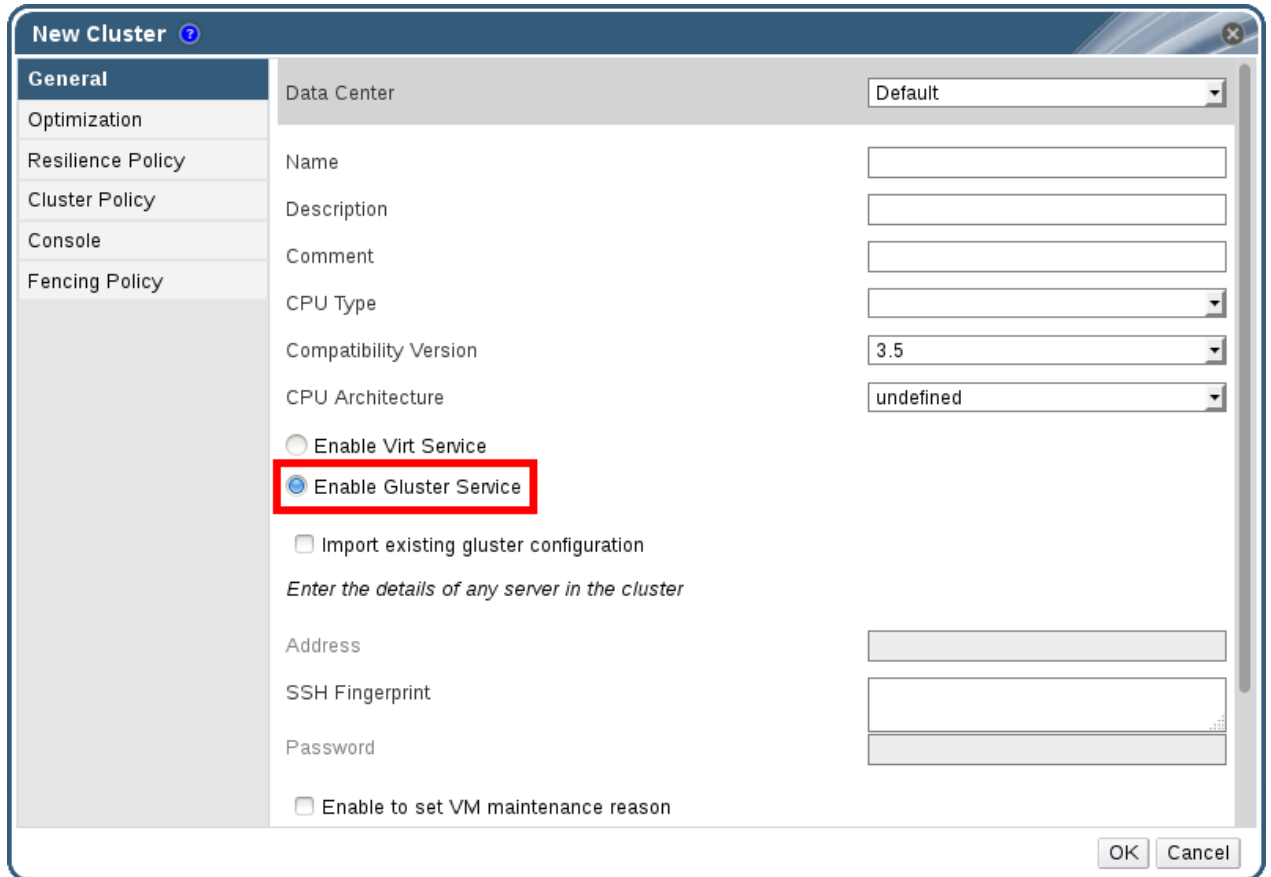 New Cluster ?
General
Optimization
Resilience Policy
Cluster Policy
Console
Fencing Policy
Data Center Default
Name
Description
Comment
CPU Type
Compatibility Version 3.5
CPU Architecture undefined
Enable Virt Service
Enable Gluster Service
Import existing gluster configuration
Enter the details of any server in the cluster
Address
SSH Fingerprint
Password
Enable to set VM maintenance reason
OK Cancel